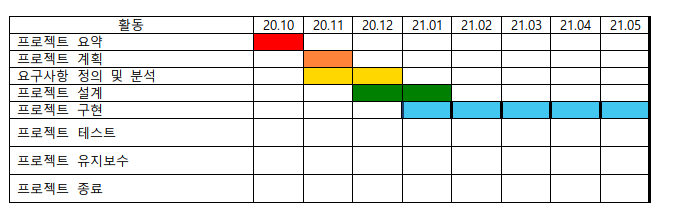 활동 20.10 20.11 20.12 21.01 21.02 21.03 21.04 21.05
프로젝트 요약
프로젝트 계획
요구사항 정의 및 분석
프로젝트 설계
프로젝트 구현
프로젝트 테스트
프로젝트 유지보수
프로젝트 종료